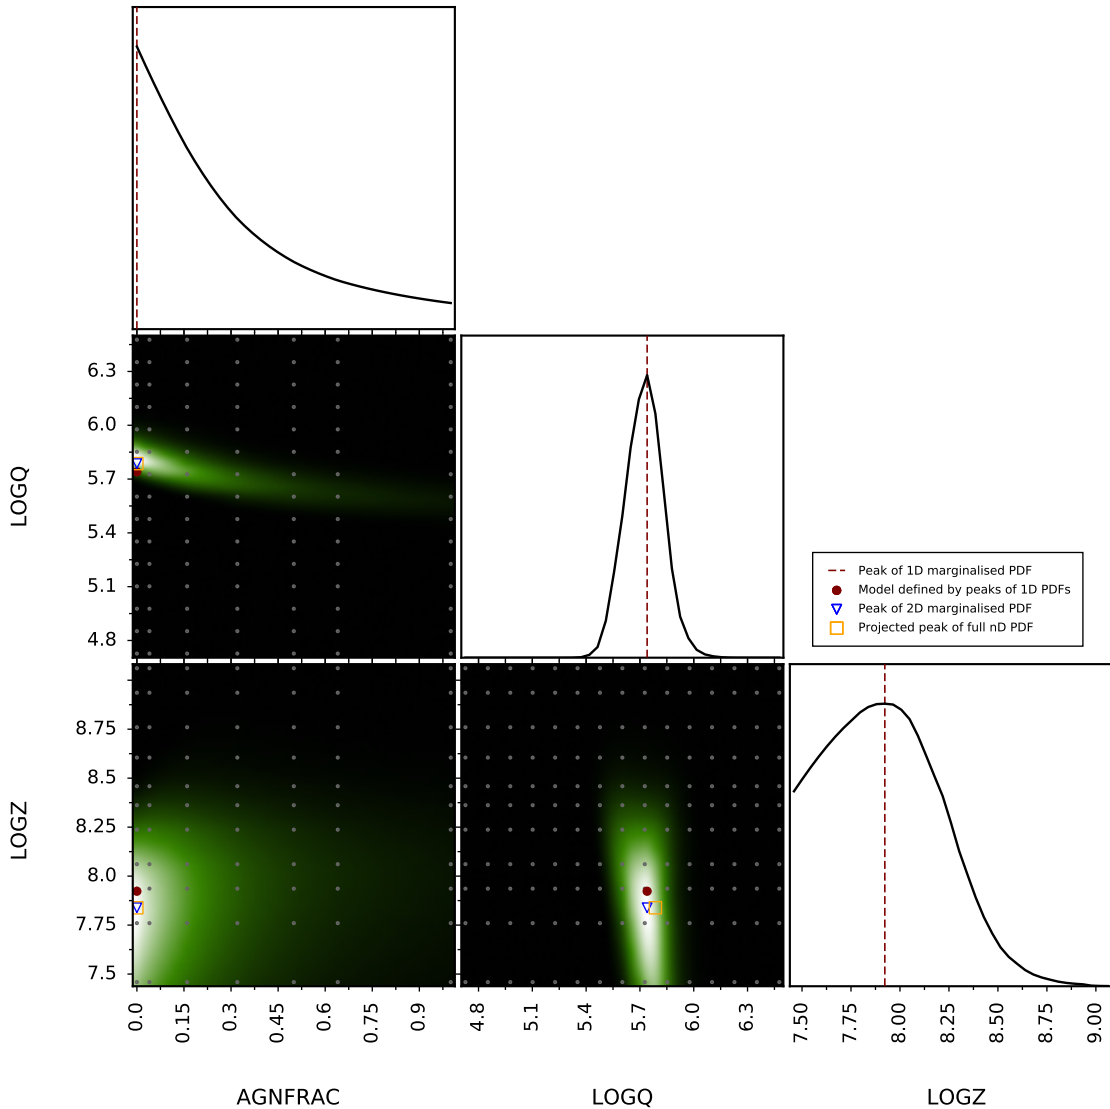 6.3
6.0
5.7
5.4
5.1
4.8
LOGQ
Peak of 1D marginalised PDF
Model defined by peaks of 1D PDFs
Peak of 2D marginalised PDF
Projected peak of full nD PDF
8.75
8.5
8.25
8.0
7.75
7.5
LOGZ
0.0 0.15 0.3 0.45 0.6 0.75 0.9
4.8 5.1 5.4 5.7 6.0 6.3
7.50 7.75 8.00 8.25 8.50 8.75 9.00
AGNFRAC LOGQ LOGZ